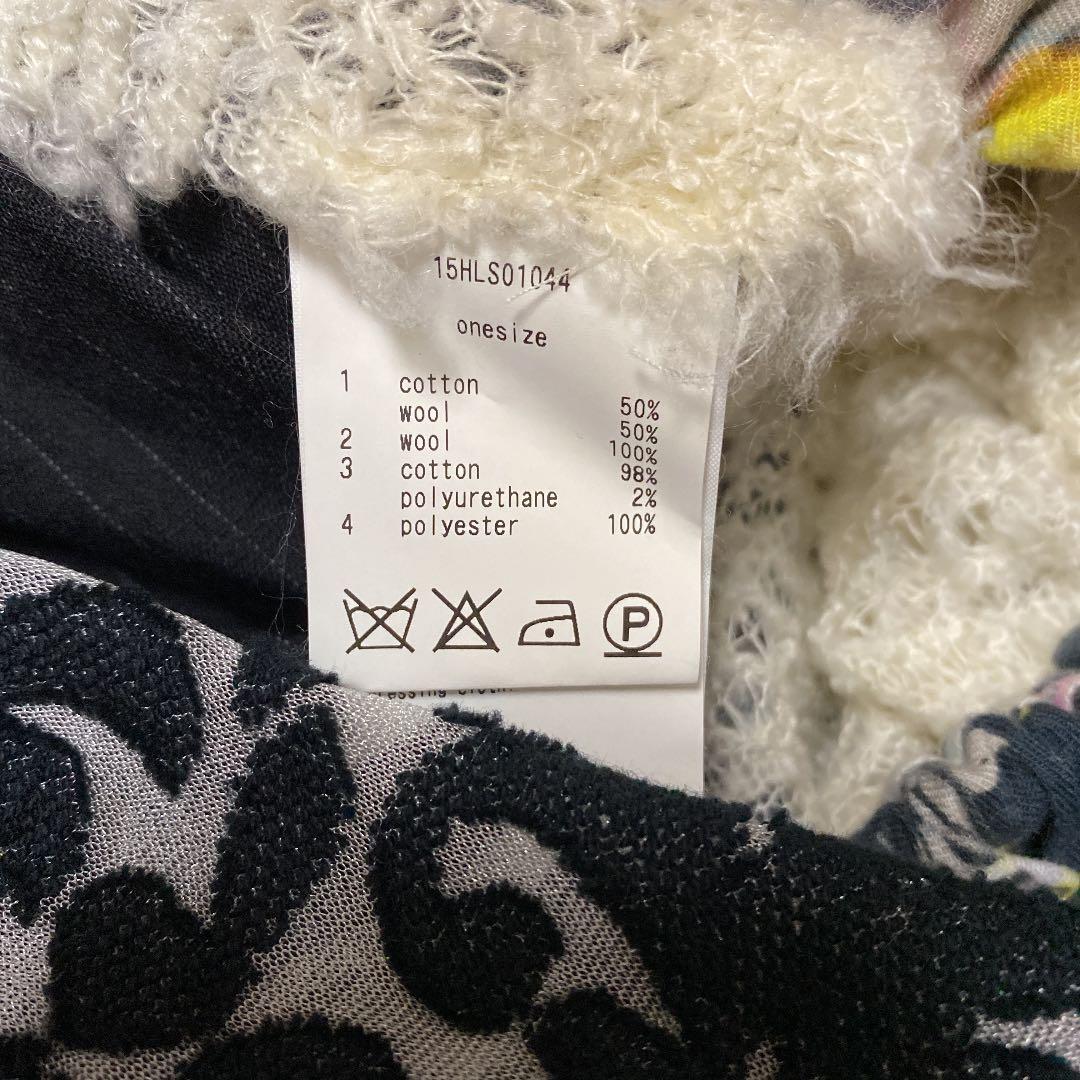 15HLS01044
onesize
1 cotton 50%
wool 50%
2 wool 100%
3 cotton 98%
polyurethane 2%
4 polyester 100%
P